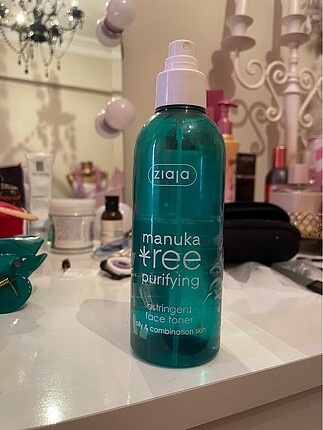 ziaja
manuka
tree
purifying
astringent
face toner
oily & combination skin